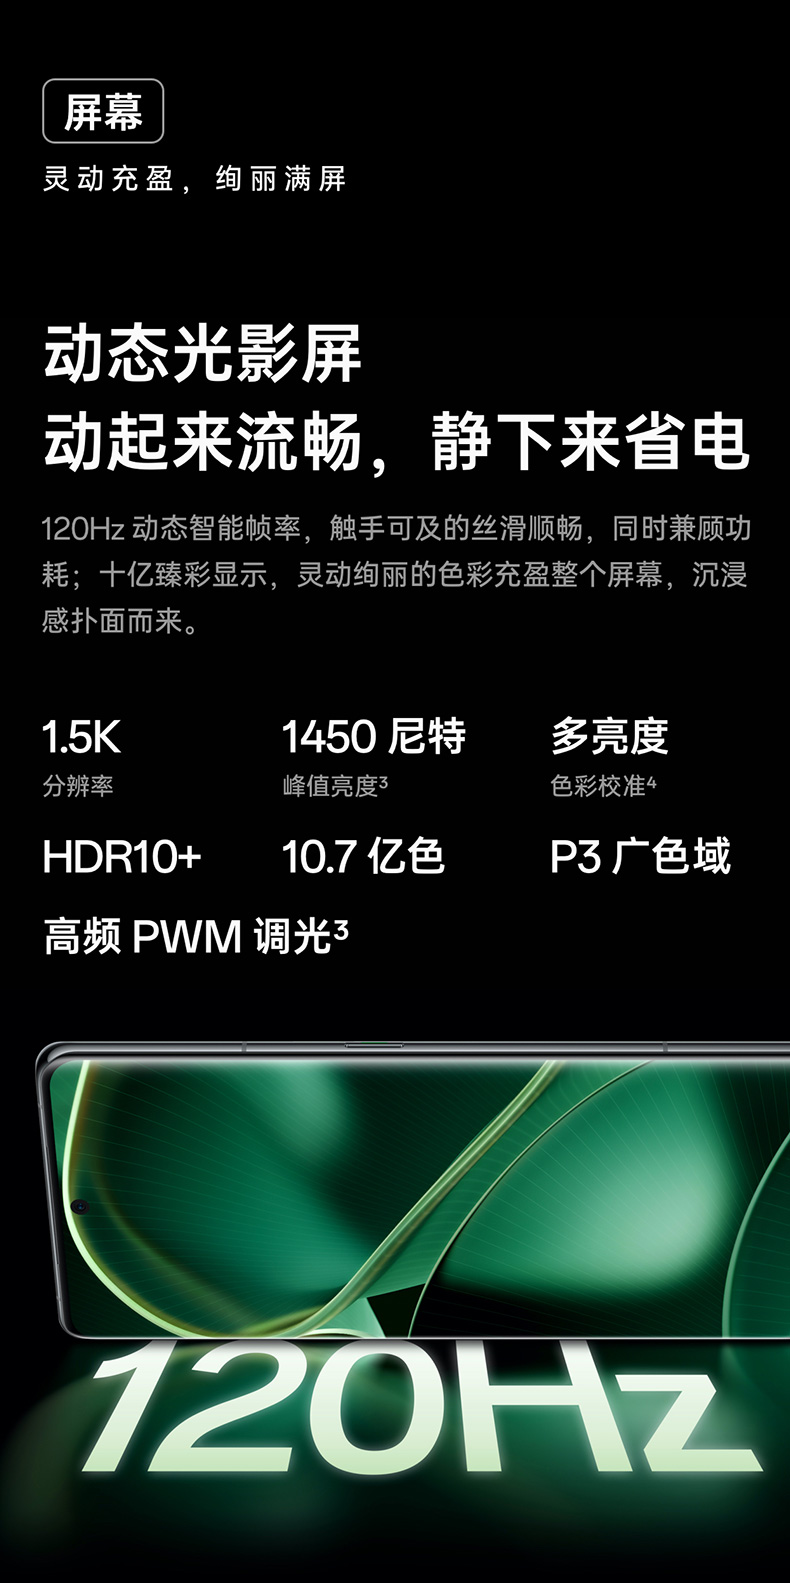 屏幕
灵动充盈，绚丽满屏
动态光影屏
动起来流畅，静下来省电
120Hz 动态智能帧率，触手可及的丝滑顺畅，同时兼顾功
耗；十亿臻彩显示，灵动绚丽的色彩充盈整个屏幕，沉浸
感扑面而来。
1.5K 1450 尼特 多亮度
分辨率 峰值亮度³ 色彩校准⁴
HDR10+ 10.7 亿色 P3 广色域
高频 PWM 调光³
120Hz